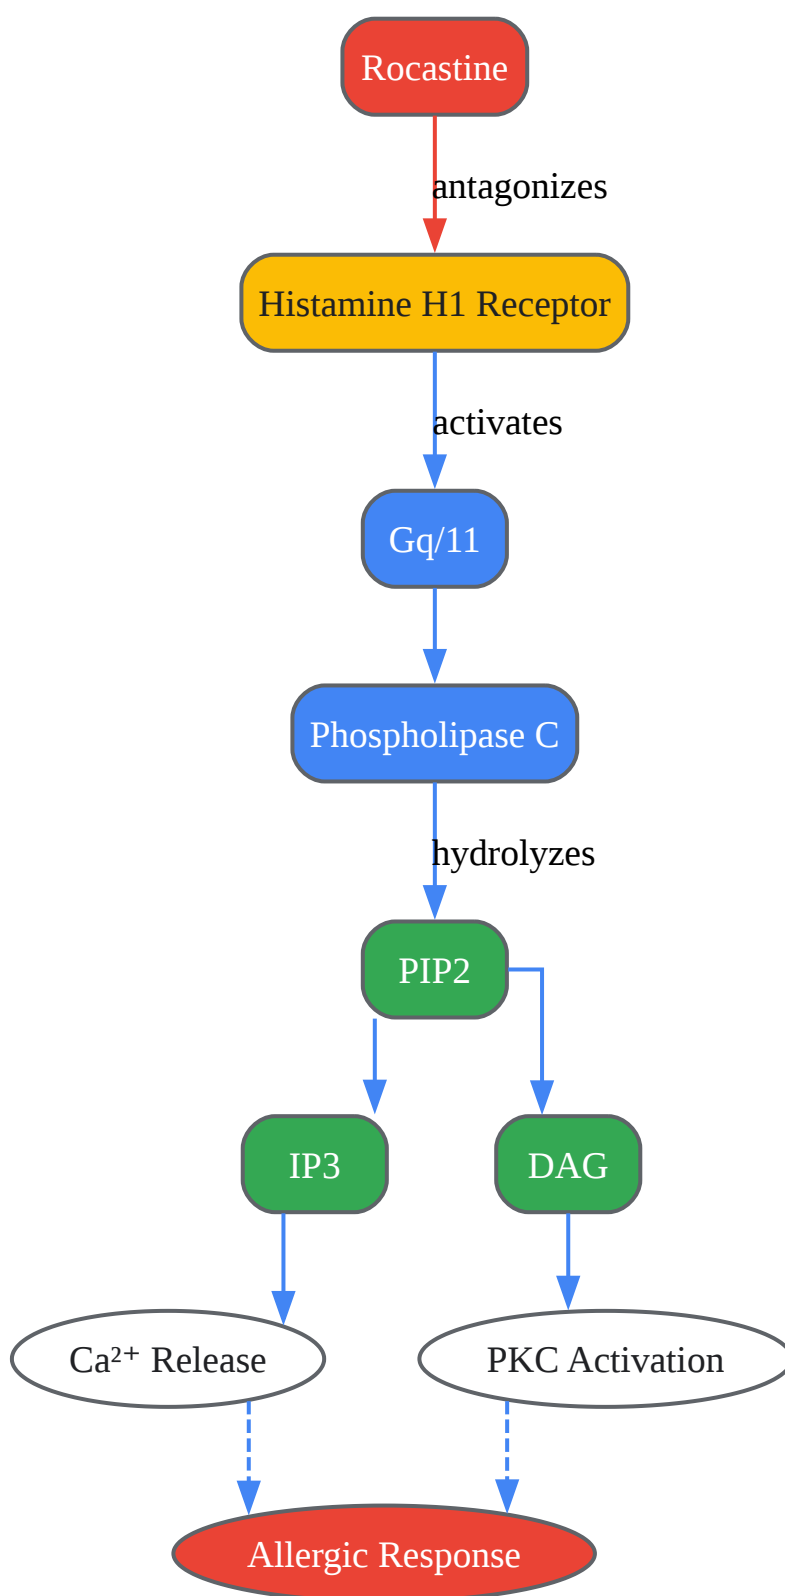 Rocastine
antagonizes
Histamine H1 Receptor
activates
Gq/11
Phospholipase C
hydrolyzes
PIP2
IP3
DAG
Ca²⁺ Release
PKC Activation
Allergic Response